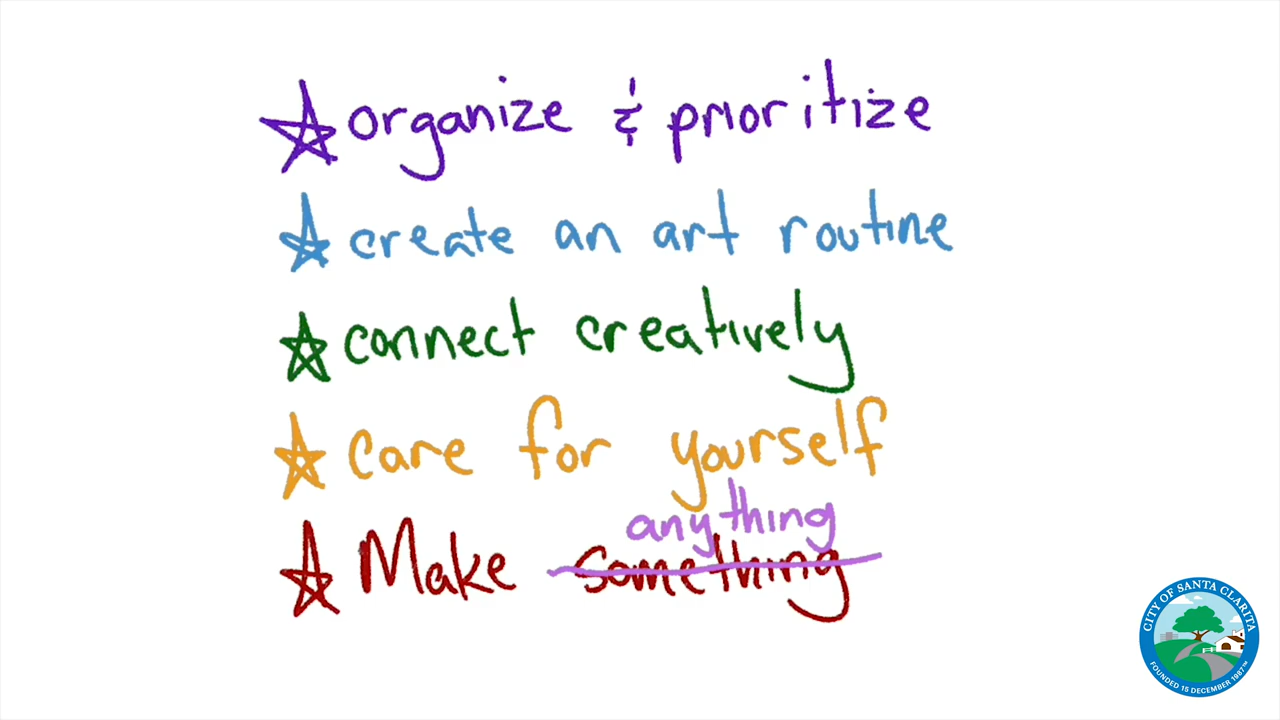 organize & prioritize
create an art routine
connect creatively
care for yourself
anything
Make something
CITY OF SANTA CLARITA
FOUNDED 15 DECEMBER 1987™